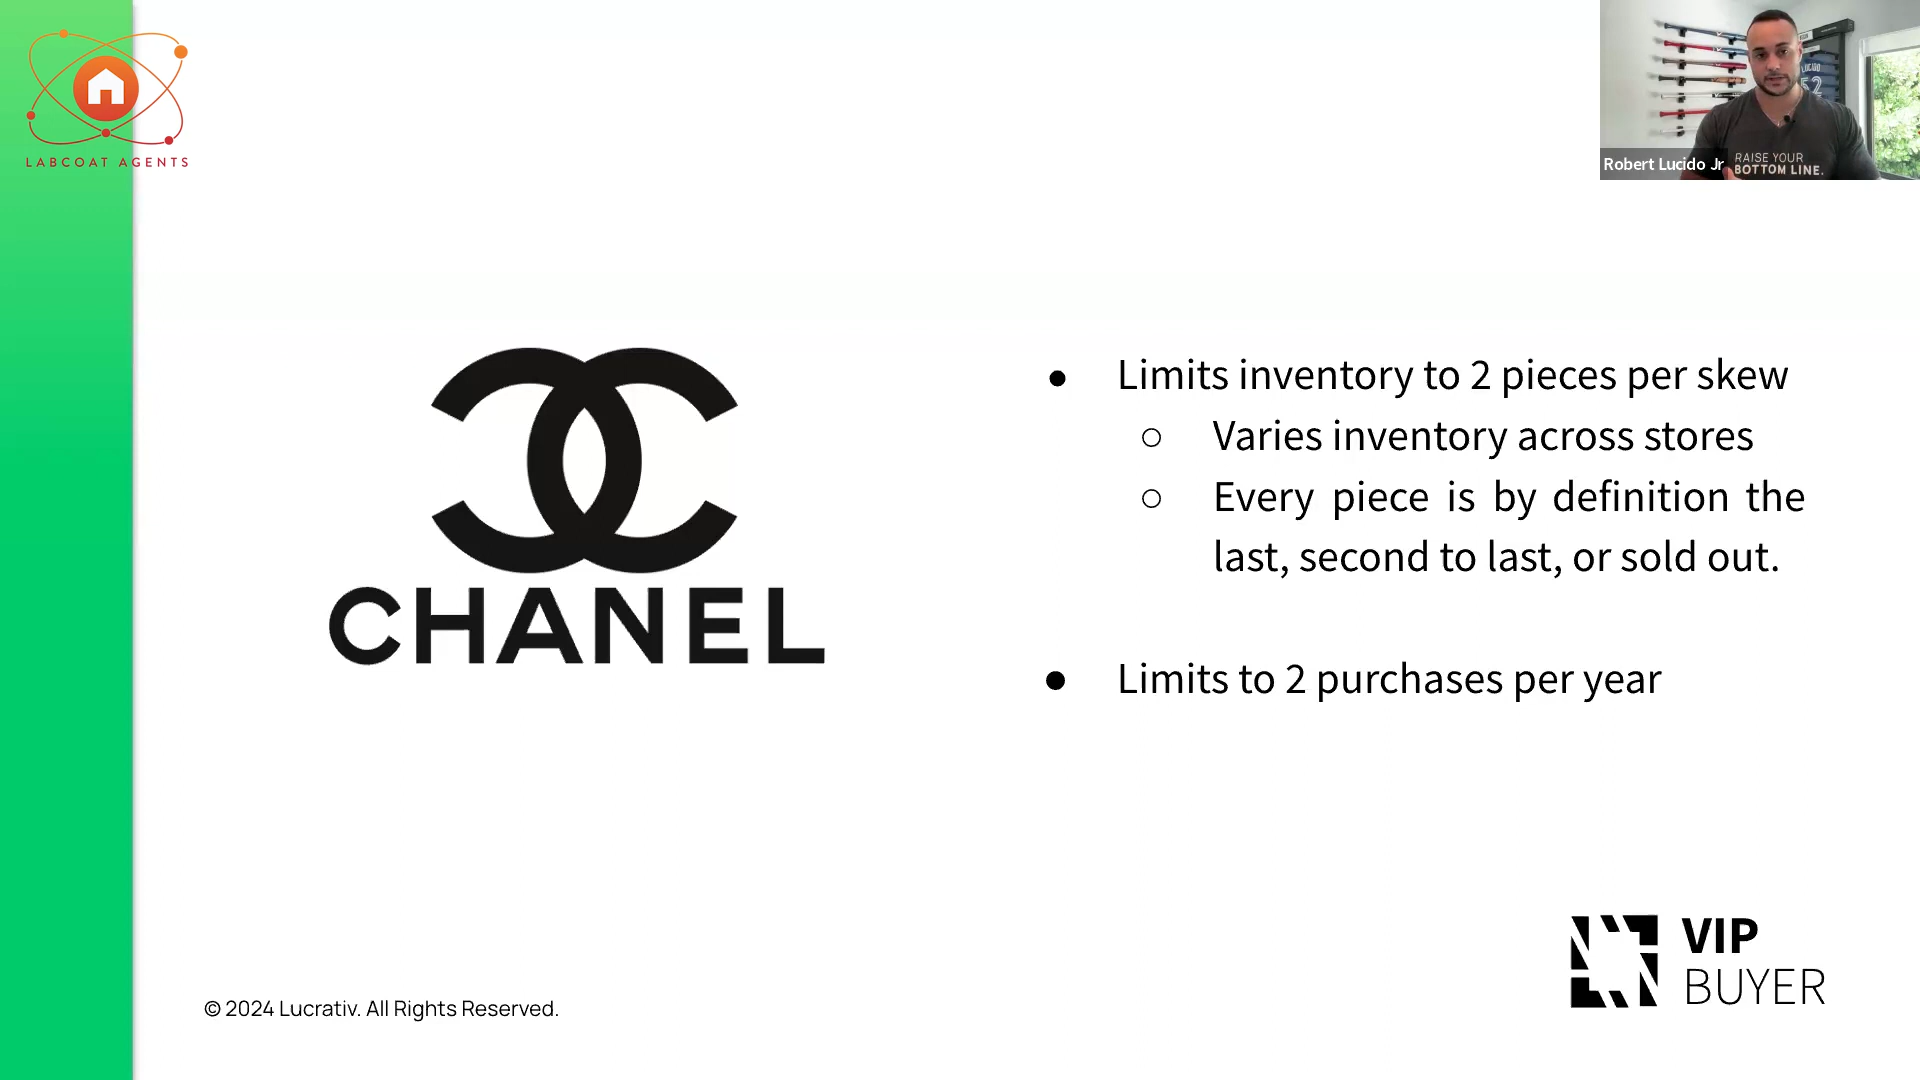 LABCOAT AGENTS
LUCIDO
52
Robert Lucido Jr
RAISE YOUR
BOTTOM LINE.
CHANEL
● Limits inventory to 2 pieces per skew
○ Varies inventory across stores
○ Every piece is by definition the
last, second to last, or sold out.
● Limits to 2 purchases per year
VIP
BUYER
© 2024 Lucrativ. All Rights Reserved.